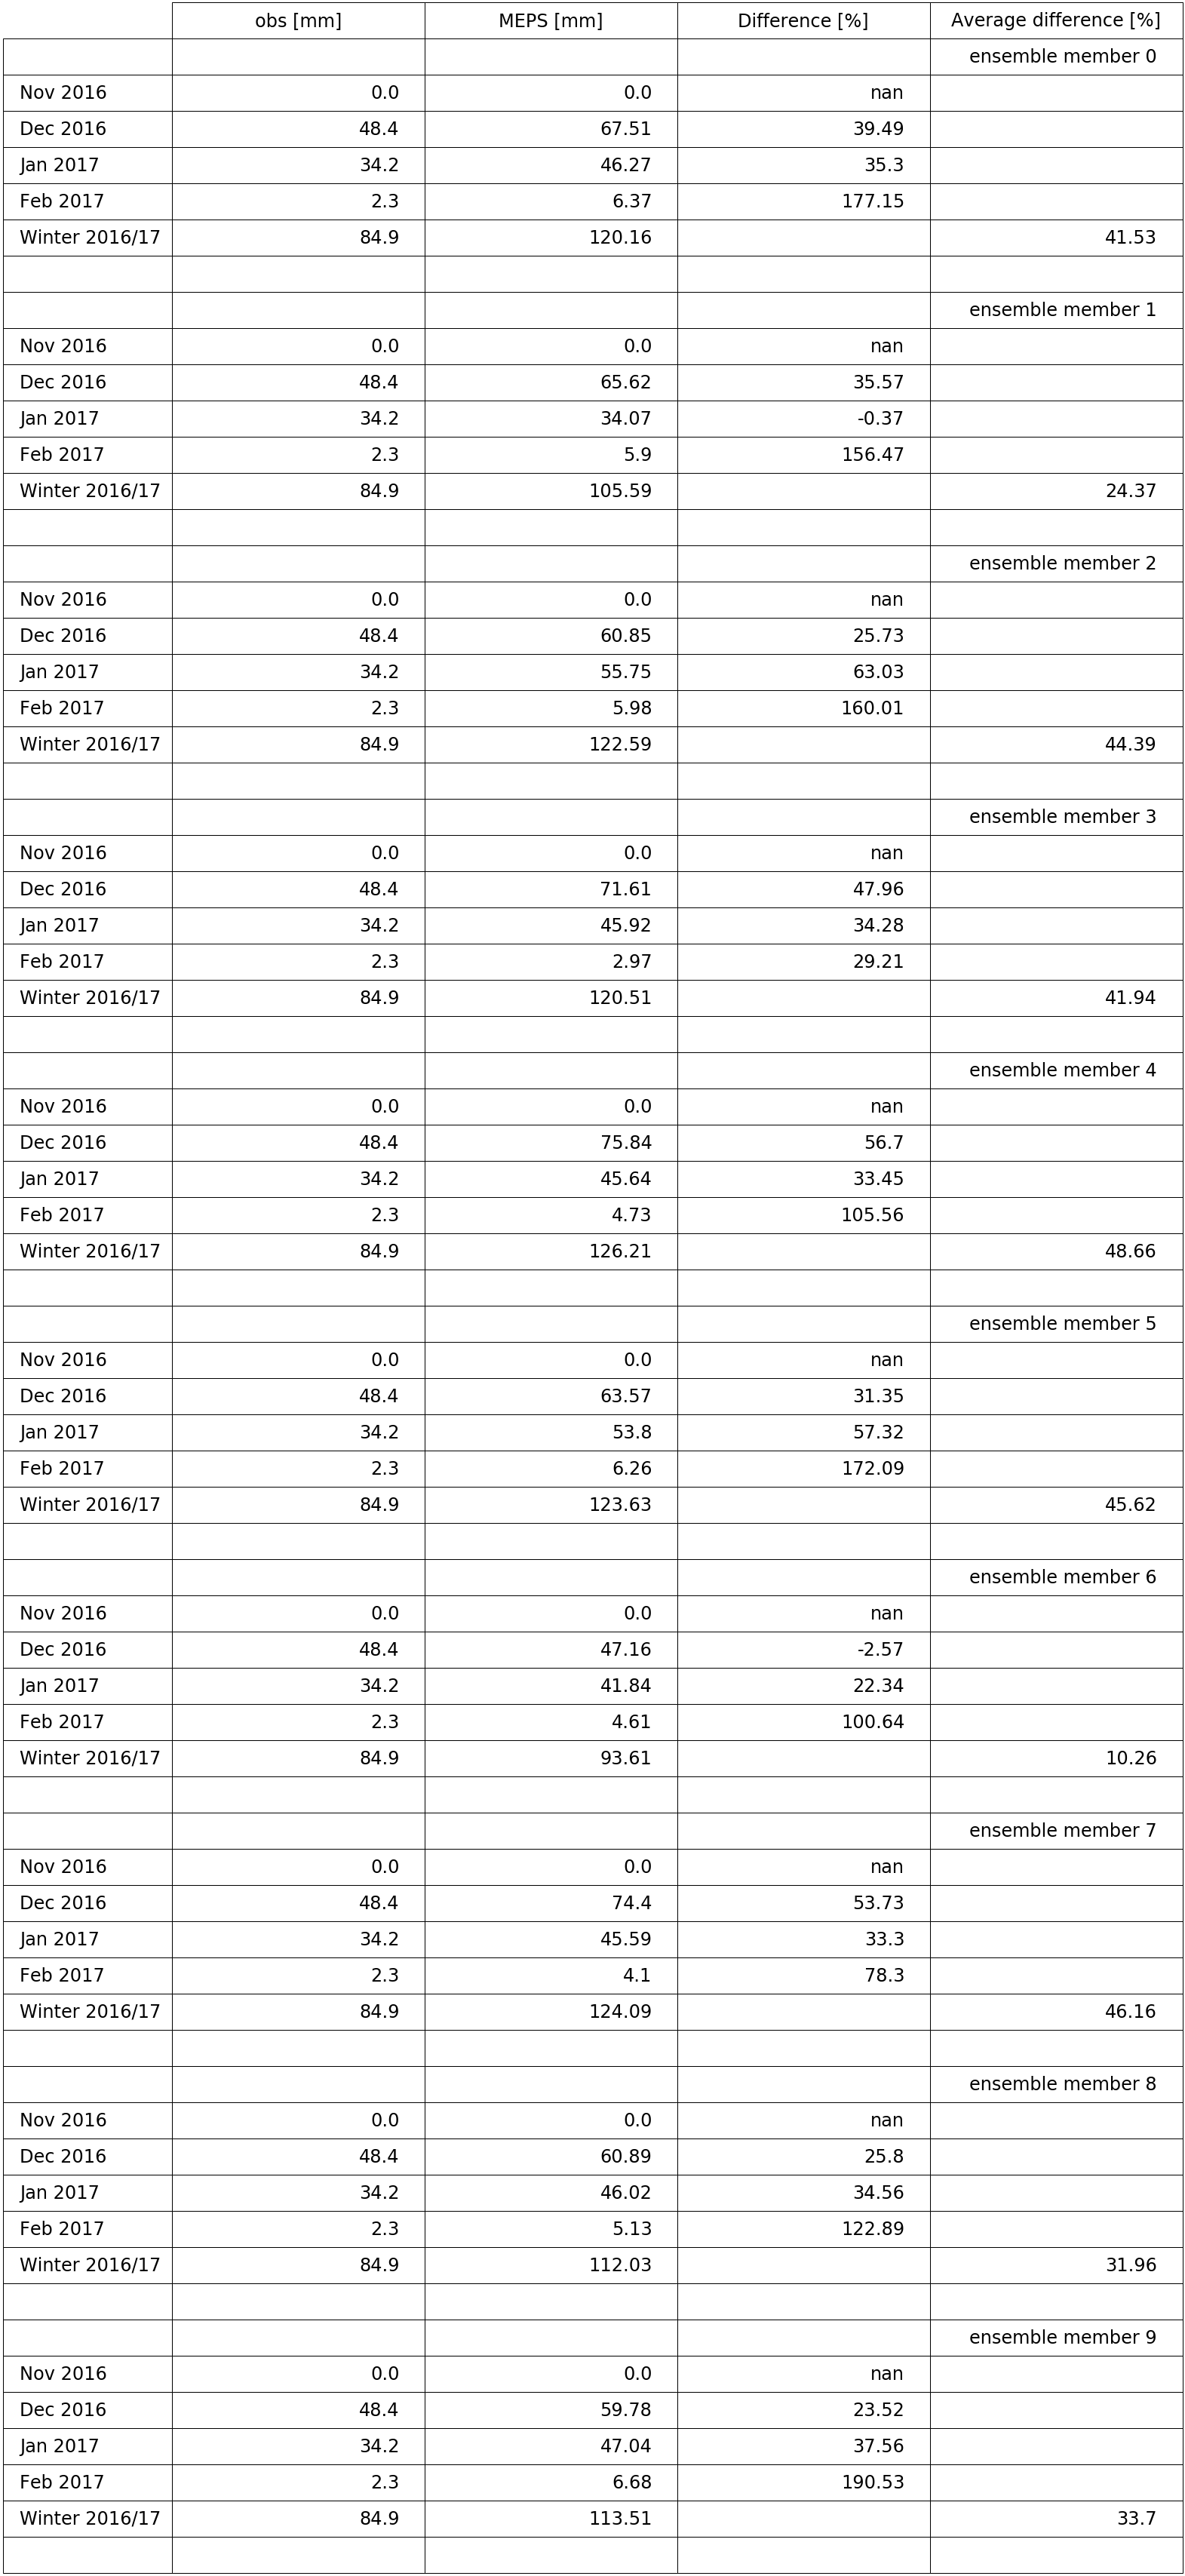 obs [mm] MEPS [mm] Difference [%] Average difference [%]
ensemble member 0
Nov 2016 0.0 0.0 nan
Dec 2016 48.4 67.51 39.49
Jan 2017 34.2 46.27 35.3
Feb 2017 2.3 6.37 177.15
Winter 2016/17 84.9 120.16 41.53
ensemble member 1
Nov 2016 0.0 0.0 nan
Dec 2016 48.4 65.62 35.57
Jan 2017 34.2 34.07 -0.37
Feb 2017 2.3 5.9 156.47
Winter 2016/17 84.9 105.59 24.37
ensemble member 2
Nov 2016 0.0 0.0 nan
Dec 2016 48.4 60.85 25.73
Jan 2017 34.2 55.75 63.03
Feb 2017 2.3 5.98 160.01
Winter 2016/17 84.9 122.59 44.39
ensemble member 3
Nov 2016 0.0 0.0 nan
Dec 2016 48.4 71.61 47.96
Jan 2017 34.2 45.92 34.28
Feb 2017 2.3 2.97 29.21
Winter 2016/17 84.9 120.51 41.94
ensemble member 4
Nov 2016 0.0 0.0 nan
Dec 2016 48.4 75.84 56.7
Jan 2017 34.2 45.64 33.45
Feb 2017 2.3 4.73 105.56
Winter 2016/17 84.9 126.21 48.66
ensemble member 5
Nov 2016 0.0 0.0 nan
Dec 2016 48.4 63.57 31.35
Jan 2017 34.2 53.8 57.32
Feb 2017 2.3 6.26 172.09
Winter 2016/17 84.9 123.63 45.62
ensemble member 6
Nov 2016 0.0 0.0 nan
Dec 2016 48.4 47.16 -2.57
Jan 2017 34.2 41.84 22.34
Feb 2017 2.3 4.61 100.64
Winter 2016/17 84.9 93.61 10.26
ensemble member 7
Nov 2016 0.0 0.0 nan
Dec 2016 48.4 74.4 53.73
Jan 2017 34.2 45.59 33.3
Feb 2017 2.3 4.1 78.3
Winter 2016/17 84.9 124.09 46.16
ensemble member 8
Nov 2016 0.0 0.0 nan
Dec 2016 48.4 60.89 25.8
Jan 2017 34.2 46.02 34.56
Feb 2017 2.3 5.13 122.89
Winter 2016/17 84.9 112.03 31.96
ensemble member 9
Nov 2016 0.0 0.0 nan
Dec 2016 48.4 59.78 23.52
Jan 2017 34.2 47.04 37.56
Feb 2017 2.3 6.68 190.53
Winter 2016/17 84.9 113.51 33.7